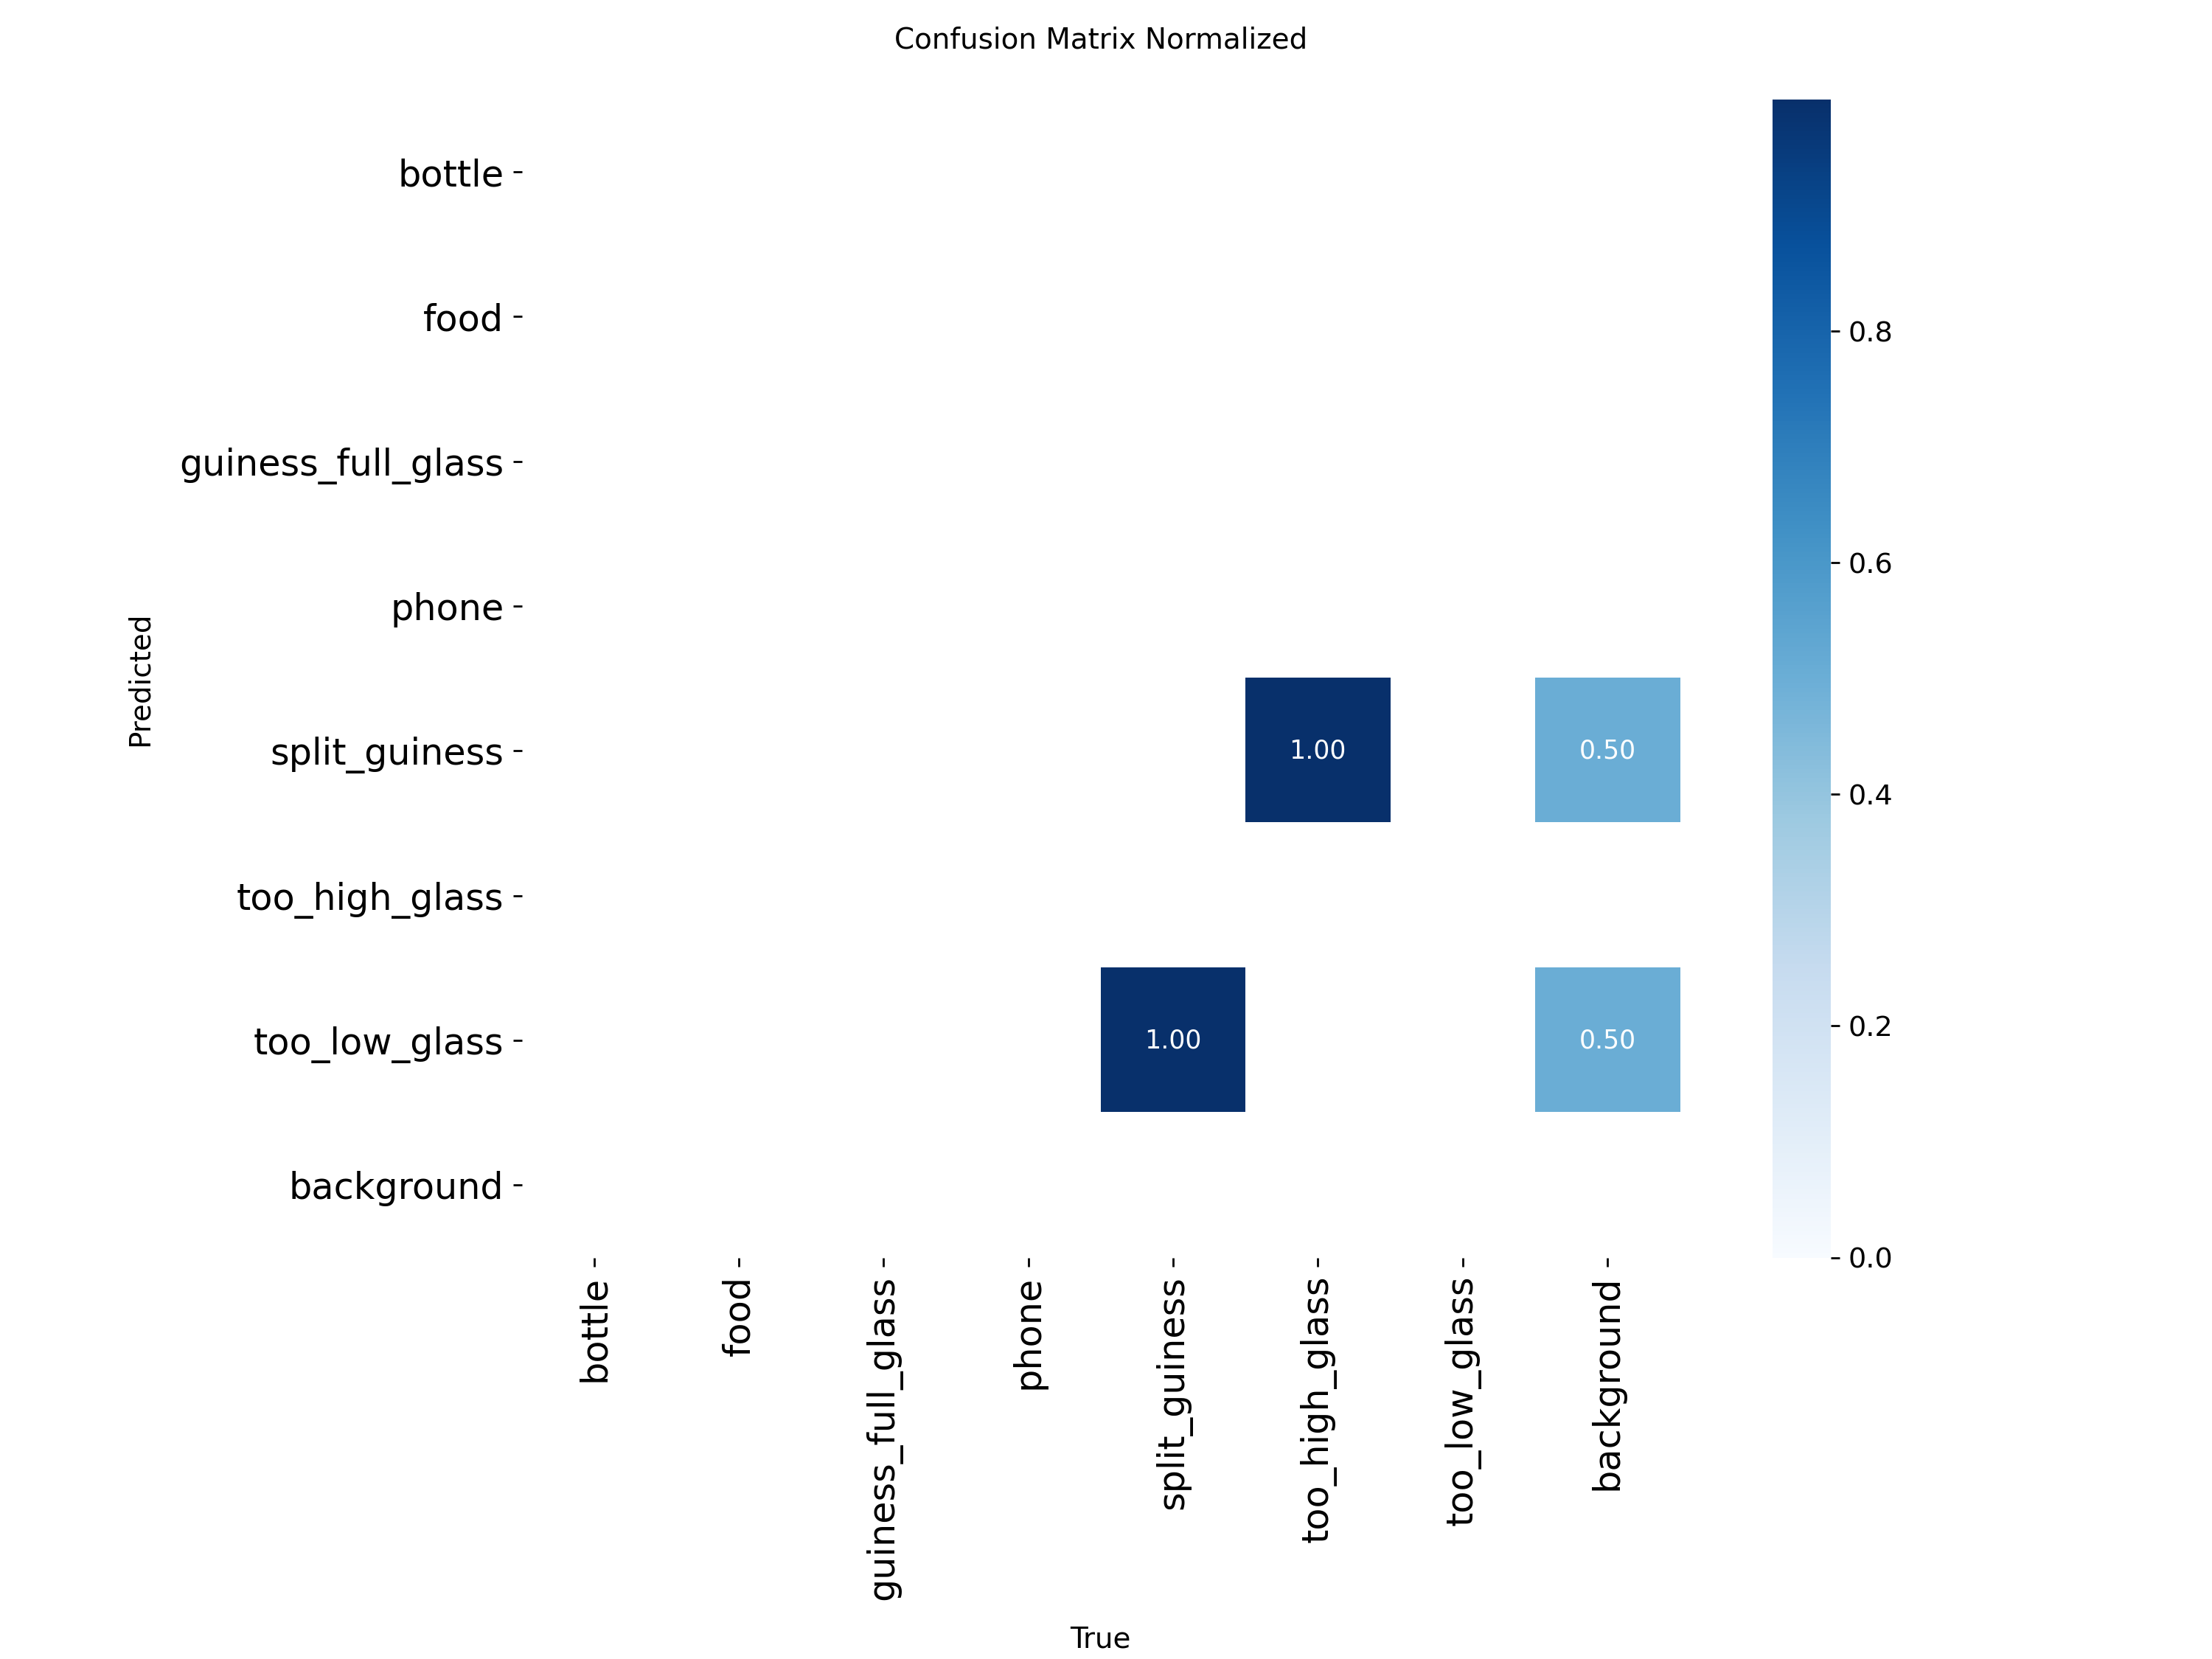 Confusion Matrix Normalized
bottle
food
guiness_full_glass
phone
split_guiness
too_high_glass
too_low_glass
background
Predicted
1.00
0.50
1.00
0.50
0.8
0.6
0.4
0.2
0.0
bottle
food
guiness_full_glass
phone
split_guiness
too_high_glass
too_low_glass
background
True